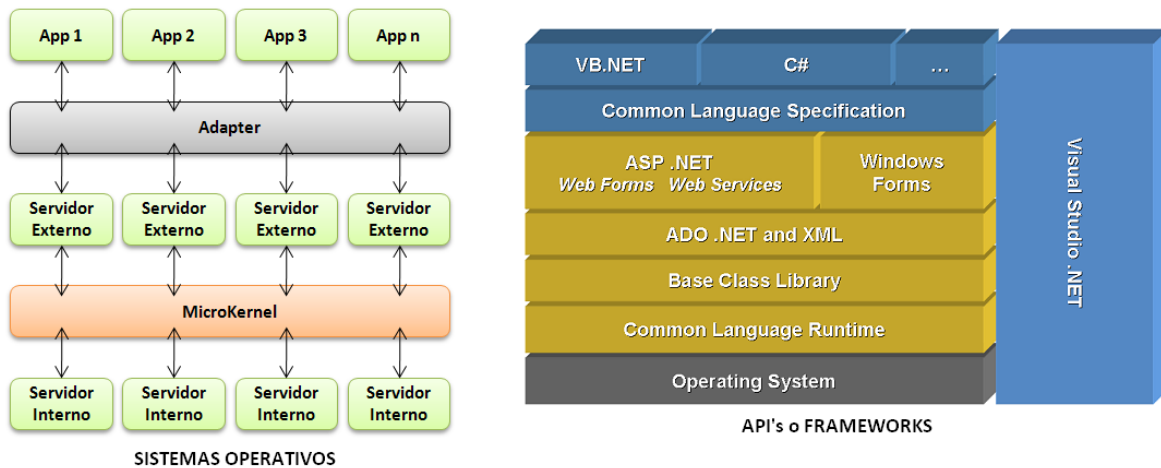 App 1
App 2
App 3
App n
Adapter
Servidor
Externo
Servidor
Externo
Servidor
Externo
Servidor
Externo
MicroKernel
Servidor
Interno
Servidor
Interno
Servidor
Interno
Servidor
Interno
SISTEMAS OPERATIVOS
VB.NET
C#
...
Common Language Specification
ASP .NET
Web Forms Web Services
Windows
Forms
ADO .NET and XML
Base Class Library
Common Language Runtime
Operating System
Visual Studio .NET
API's o FRAMEWORKS